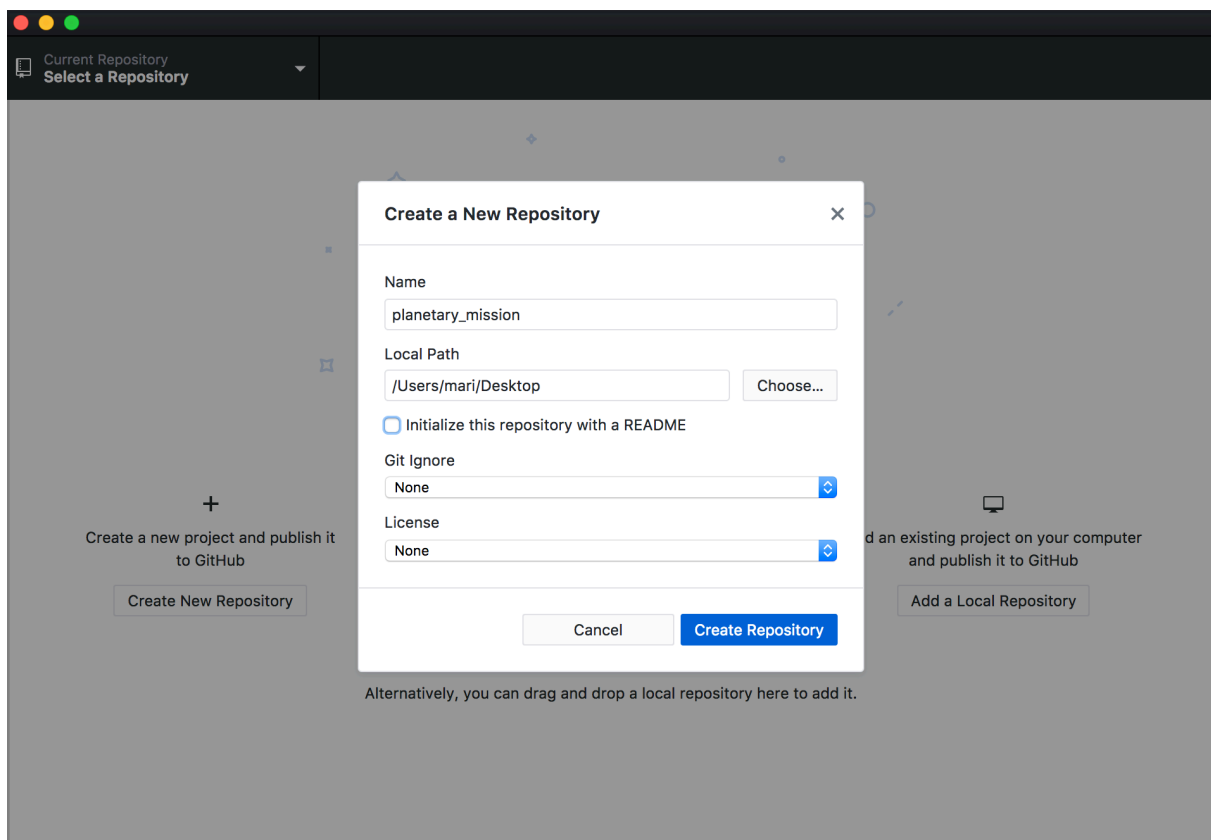 Current Repository
Select a Repository
Create a New Repository
Name
planetary_mission
Local Path
/Users/mari/Desktop
Choose...
Initialize this repository with a README
Git Ignore
None
License
None
Cancel
Create Repository
Create a new project and publish it
to GitHub
Create New Repository
d an existing project on your computer
and publish it to GitHub
Add a Local Repository
Alternatively, you can drag and drop a local repository here to add it.